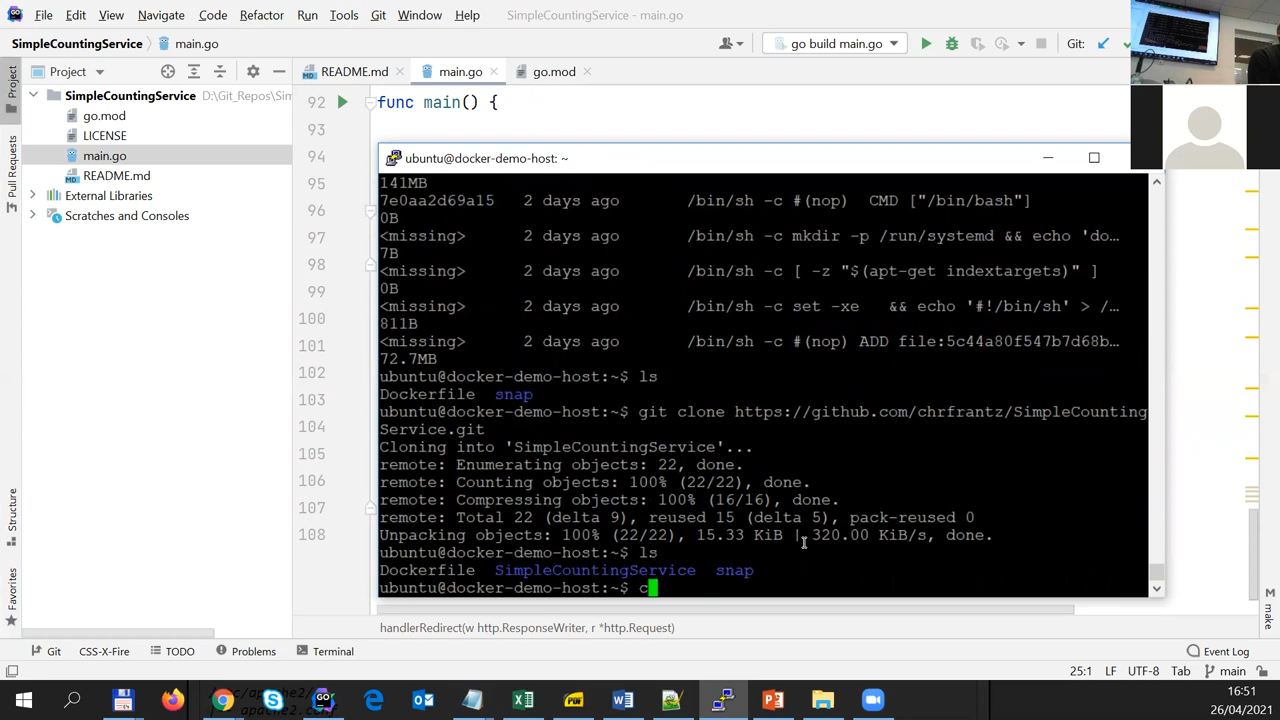 File Edit View Navigate Code Refactor Run Tools Git Window Help SimpleCountingService - main.go
SimpleCountingService main.go
go build main.go
Git:
Project
README.md
main.go
go.mod
SimpleCountingService D:\Git_Repos\Sim
go.mod
LICENSE
main.go
README.md
External Libraries
Scratches and Consoles
Project
Pull Requests
Structure
Favorites
92 func main() {
93
94
95
96
97
98
99
100
101
102
103
104
105
106
107
108
ubuntu@docker-demo-host: ~
141MB
7e0aa2d69a15 2 days ago /bin/sh -c #(nop) CMD ["/bin/bash"]
0B
<missing> 2 days ago /bin/sh -c mkdir -p /run/systemd && echo 'do…
7B
<missing> 2 days ago /bin/sh -c [ -z "$(apt-get indextargets)" ]
0B
<missing> 2 days ago /bin/sh -c set -xe && echo '#!/bin/sh' > /…
811B
<missing> 2 days ago /bin/sh -c #(nop) ADD file:5c44a80f547b7d68b…
72.7MB
ubuntu@docker-demo-host:~$ ls
Dockerfile snap
ubuntu@docker-demo-host:~$ git clone https://github.com/chrfrantz/SimpleCounting
Service.git
Cloning into 'SimpleCountingService'...
remote: Enumerating objects: 22, done.
remote: Counting objects: 100% (22/22), done.
remote: Compressing objects: 100% (16/16), done.
remote: Total 22 (delta 9), reused 15 (delta 5), pack-reused 0
Unpacking objects: 100% (22/22), 15.33 KiB | 320.00 KiB/s, done.
ubuntu@docker-demo-host:~$ ls
Dockerfile SimpleCountingService snap
ubuntu@docker-demo-host:~$ c
make
handlerRedirect(w http.ResponseWriter, r *http.Request)
Git CSS-X-Fire TODO Problems Terminal Event Log
25:1 LF UTF-8 Tab main
16:51
26/04/2021